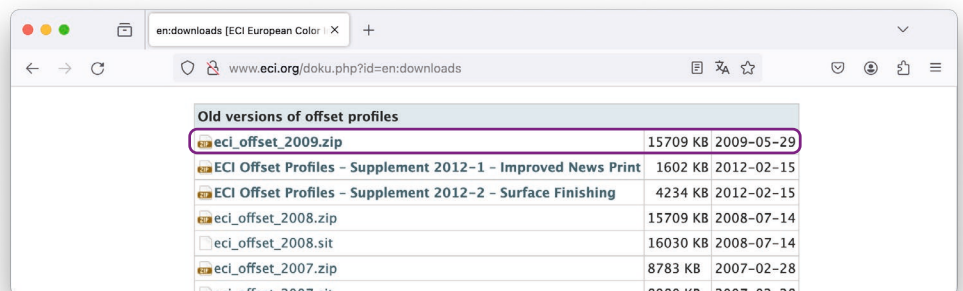 en:downloads [ECI European Color
www.eci.org/doku.php?id=en:downloads
Old versions of offset profiles
eci_offset_2009.zip 15709 KB 2009-05-29
ECI Offset Profiles - Supplement 2012-1 - Improved News Print 1602 KB 2012-02-15
ECI Offset Profiles - Supplement 2012-2 - Surface Finishing 4234 KB 2012-02-15
eci_offset_2008.zip 15709 KB 2008-07-14
eci_offset_2008.sit 16030 KB 2008-07-14
eci_offset_2007.zip 8783 KB 2007-02-28